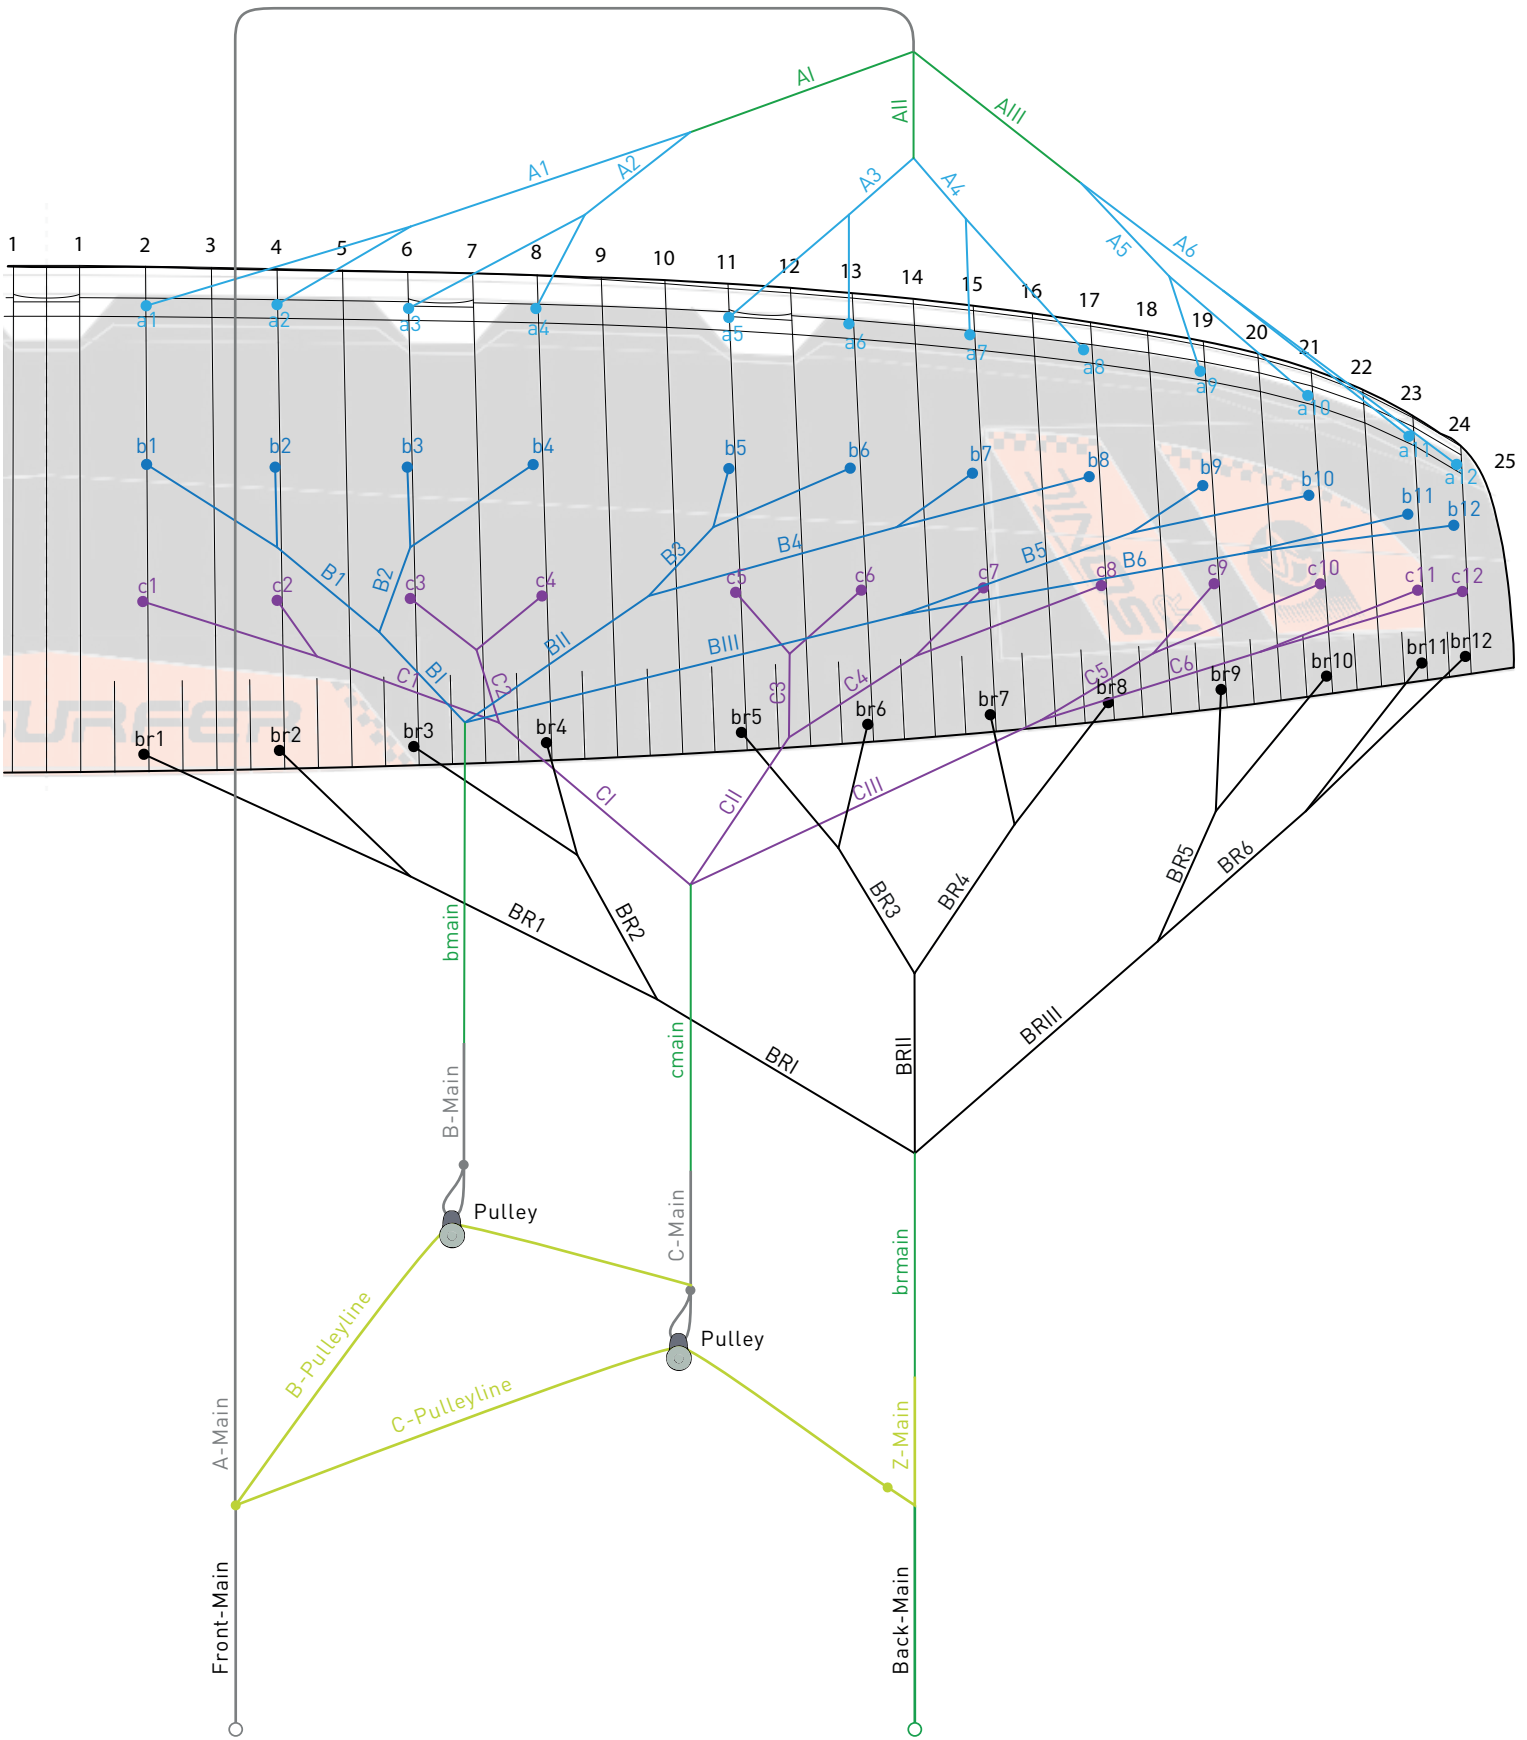 AI
AII
AIII
A1
A2
A3
A4
A5
A6
1 1 2 3 4 5 6 7 8 9 10 11 12 13 14 15 16 17 18 19 20 21 22 23 24 25
a1 a2 a3 a4 a5 a6 a7 a8 a9 a10 a11 a12
b1 b2 b3 b4 b5 b6 b7 b8 b9 b10 b11 b12
B1 B2 B3 B4 B5 B6
c1 c2 c3 c4 c5 c6 c7 c8 c9 c10 c11 c12
BI BII BIII
C1 C2 C3 C4 C5 C6
SURFER
br1 br2 br3 br4 br5 br6 br7 br8 br9 br10 br11 br12
CI CII CIII
BR1 BR2 BR3 BR4 BR5 BR6
bmain
cmain
BRI BRII BRIII
B-Main
Pulley
C-Main
Pulley
brmain
B-Pulleyline
C-Pulleyline
A-Main
Z-Main
Front-Main
Back-Main